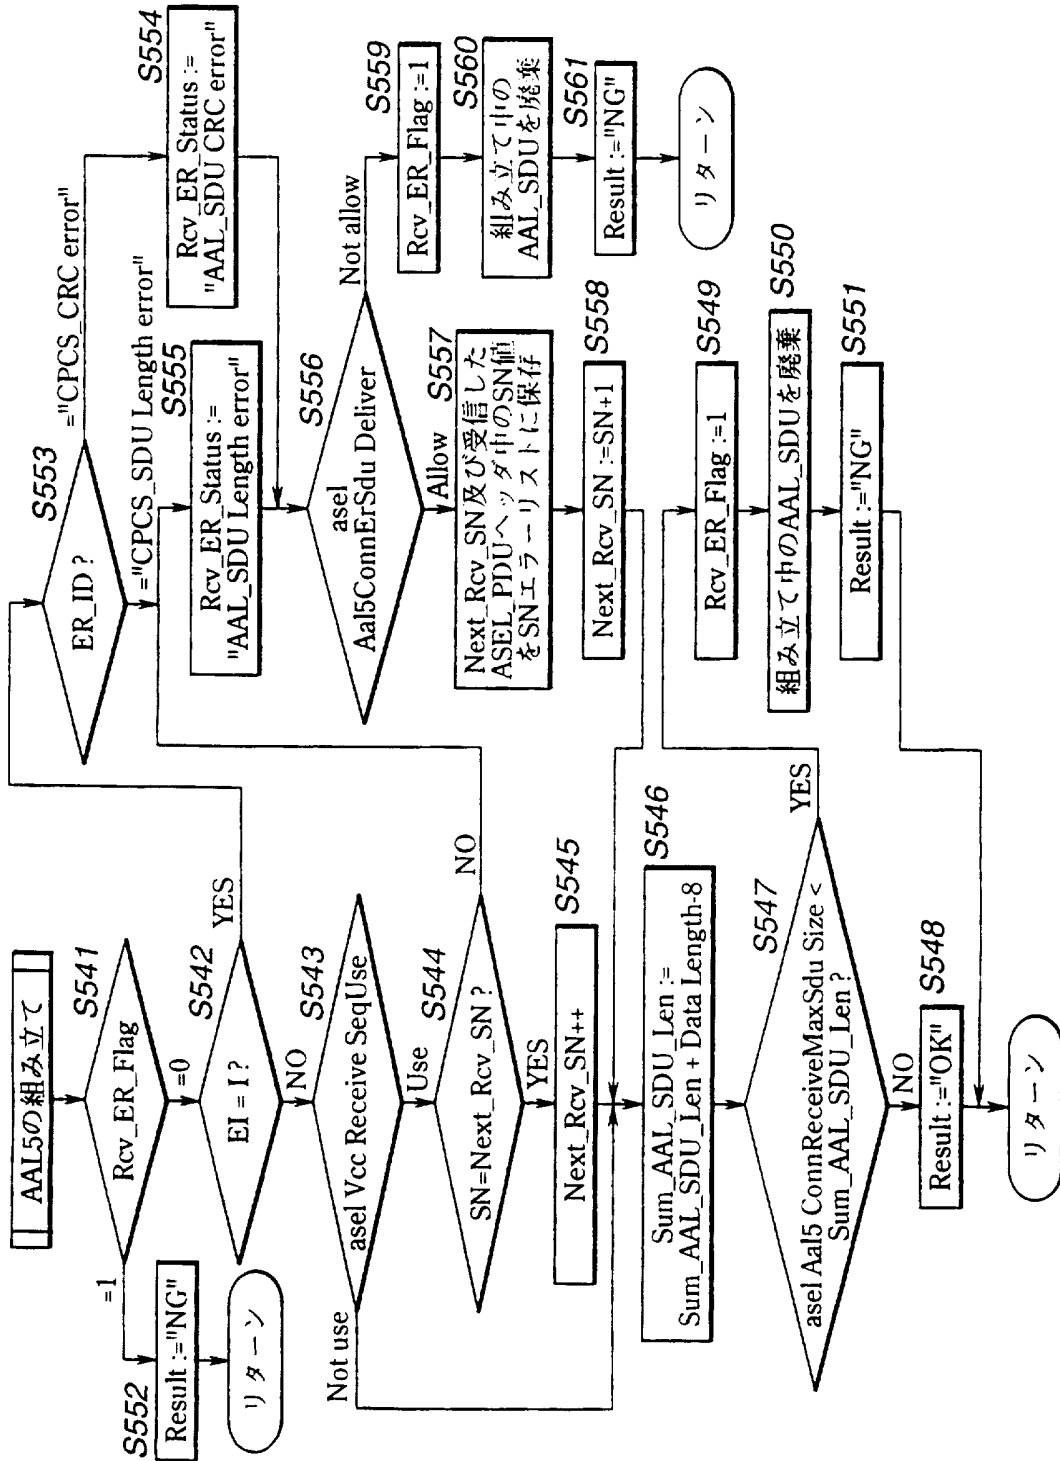 AAL5の組み立て
S541
Rcv_ER_Flag
=1
=0
S552
Result :="NG"
リターン
S542
EI = I ?
YES
NO
S543
asel Vcc Receive SeqUse
Not use
Use
S544
SN=Next_Rcv_SN ?
NO
YES
S545
Next_Rcv_SN++
S546
Sum_AAL_SDU_Len :=
Sum_AAL_SDU_Len + Data Length-8
S547
asel Aal5 ConnReceiveMaxSdu Size <
Sum_AAL_SDU_Len ?
YES
NO
S548
Result :="OK"
リターン
S553
ER_ID ?
="CPCS_CRC error"
="CPCS_SDU Length error"
S554
Rcv_ER_Status :=
"AAL_SDU CRC error"
S555
Rcv_ER_Status :=
"AAL_SDU Length error"
S556
asel
Aal5ConnErSdu Deliver
Not allow
Allow
S557
Next_Rcv_SN及び受信した
ASEL_PDUヘッダ中のSN値
をSNエラーリストに保存
S558
Next_Rcv_SN :=SN+1
S559
Rcv_ER_Flag :=1
S560
組み立て中の
AAL_SDUを廃棄
S561
Result :="NG"
リターン
S549
Rcv_ER_Flag :=1
S550
組み立て中のAAL_SDUを廃棄
S551
Result :="NG"